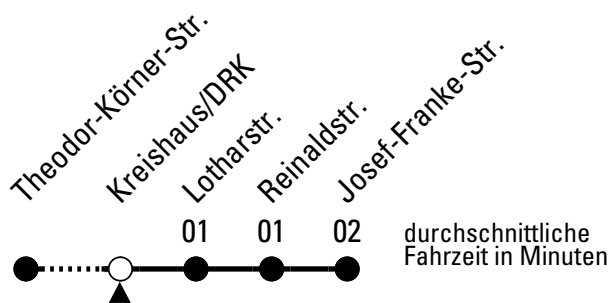 Theodor-Körner-Str.
Kreishaus/DRK
Lotharstr.
Reinaldstr.
Josef-Franke-Str.
01 01 02
durchschnittliche
Fahrzeit in Minuten